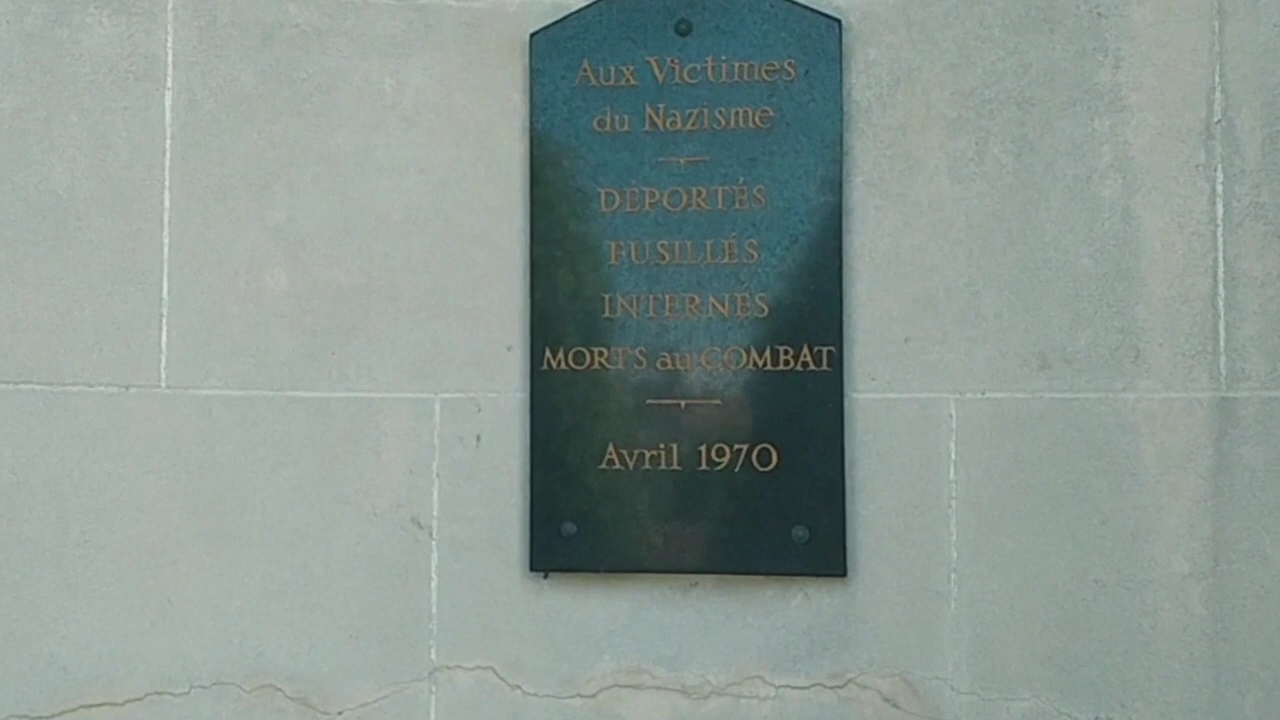 Aux Victimes
du Nazisme
DÉPORTÉS
FUSILLÉS
INTERNÉS
MORTS au COMBAT
Avril 1970